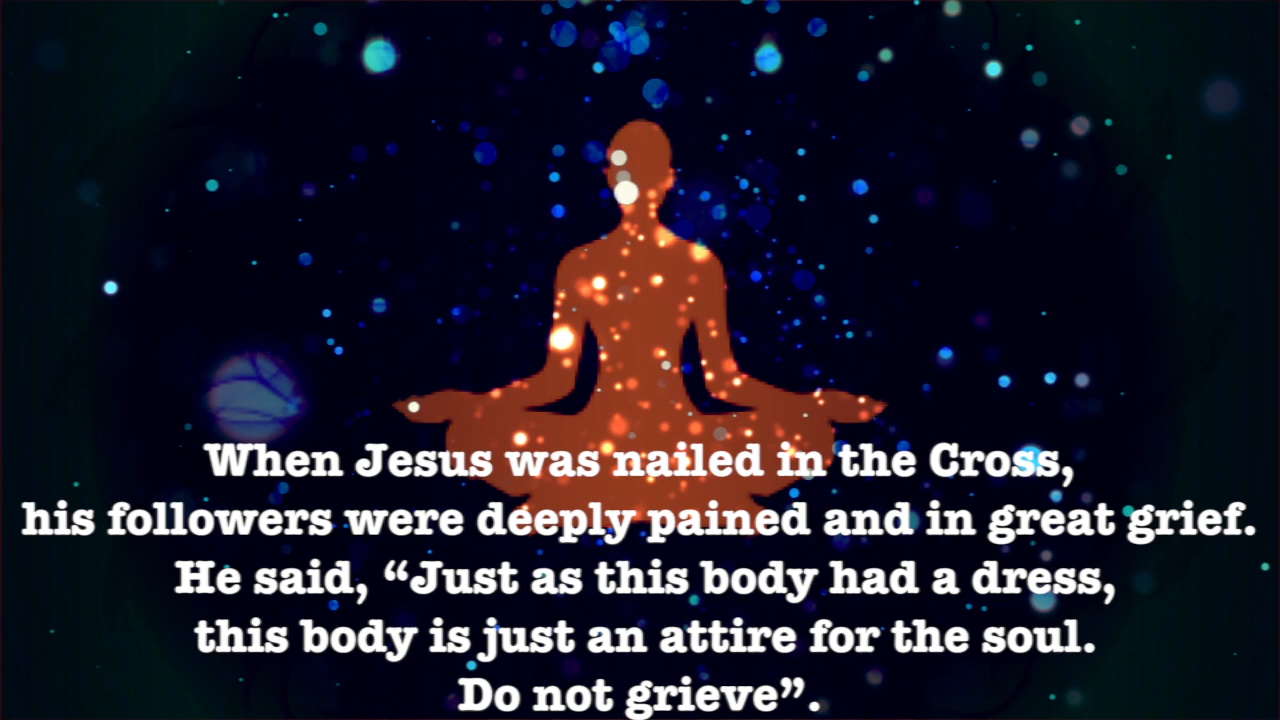 When Jesus was nailed in the Cross,
his followers were deeply pained and in great grief.
He said, “Just as this body had a dress,
this body is just an attire for the soul.
Do not grieve”.